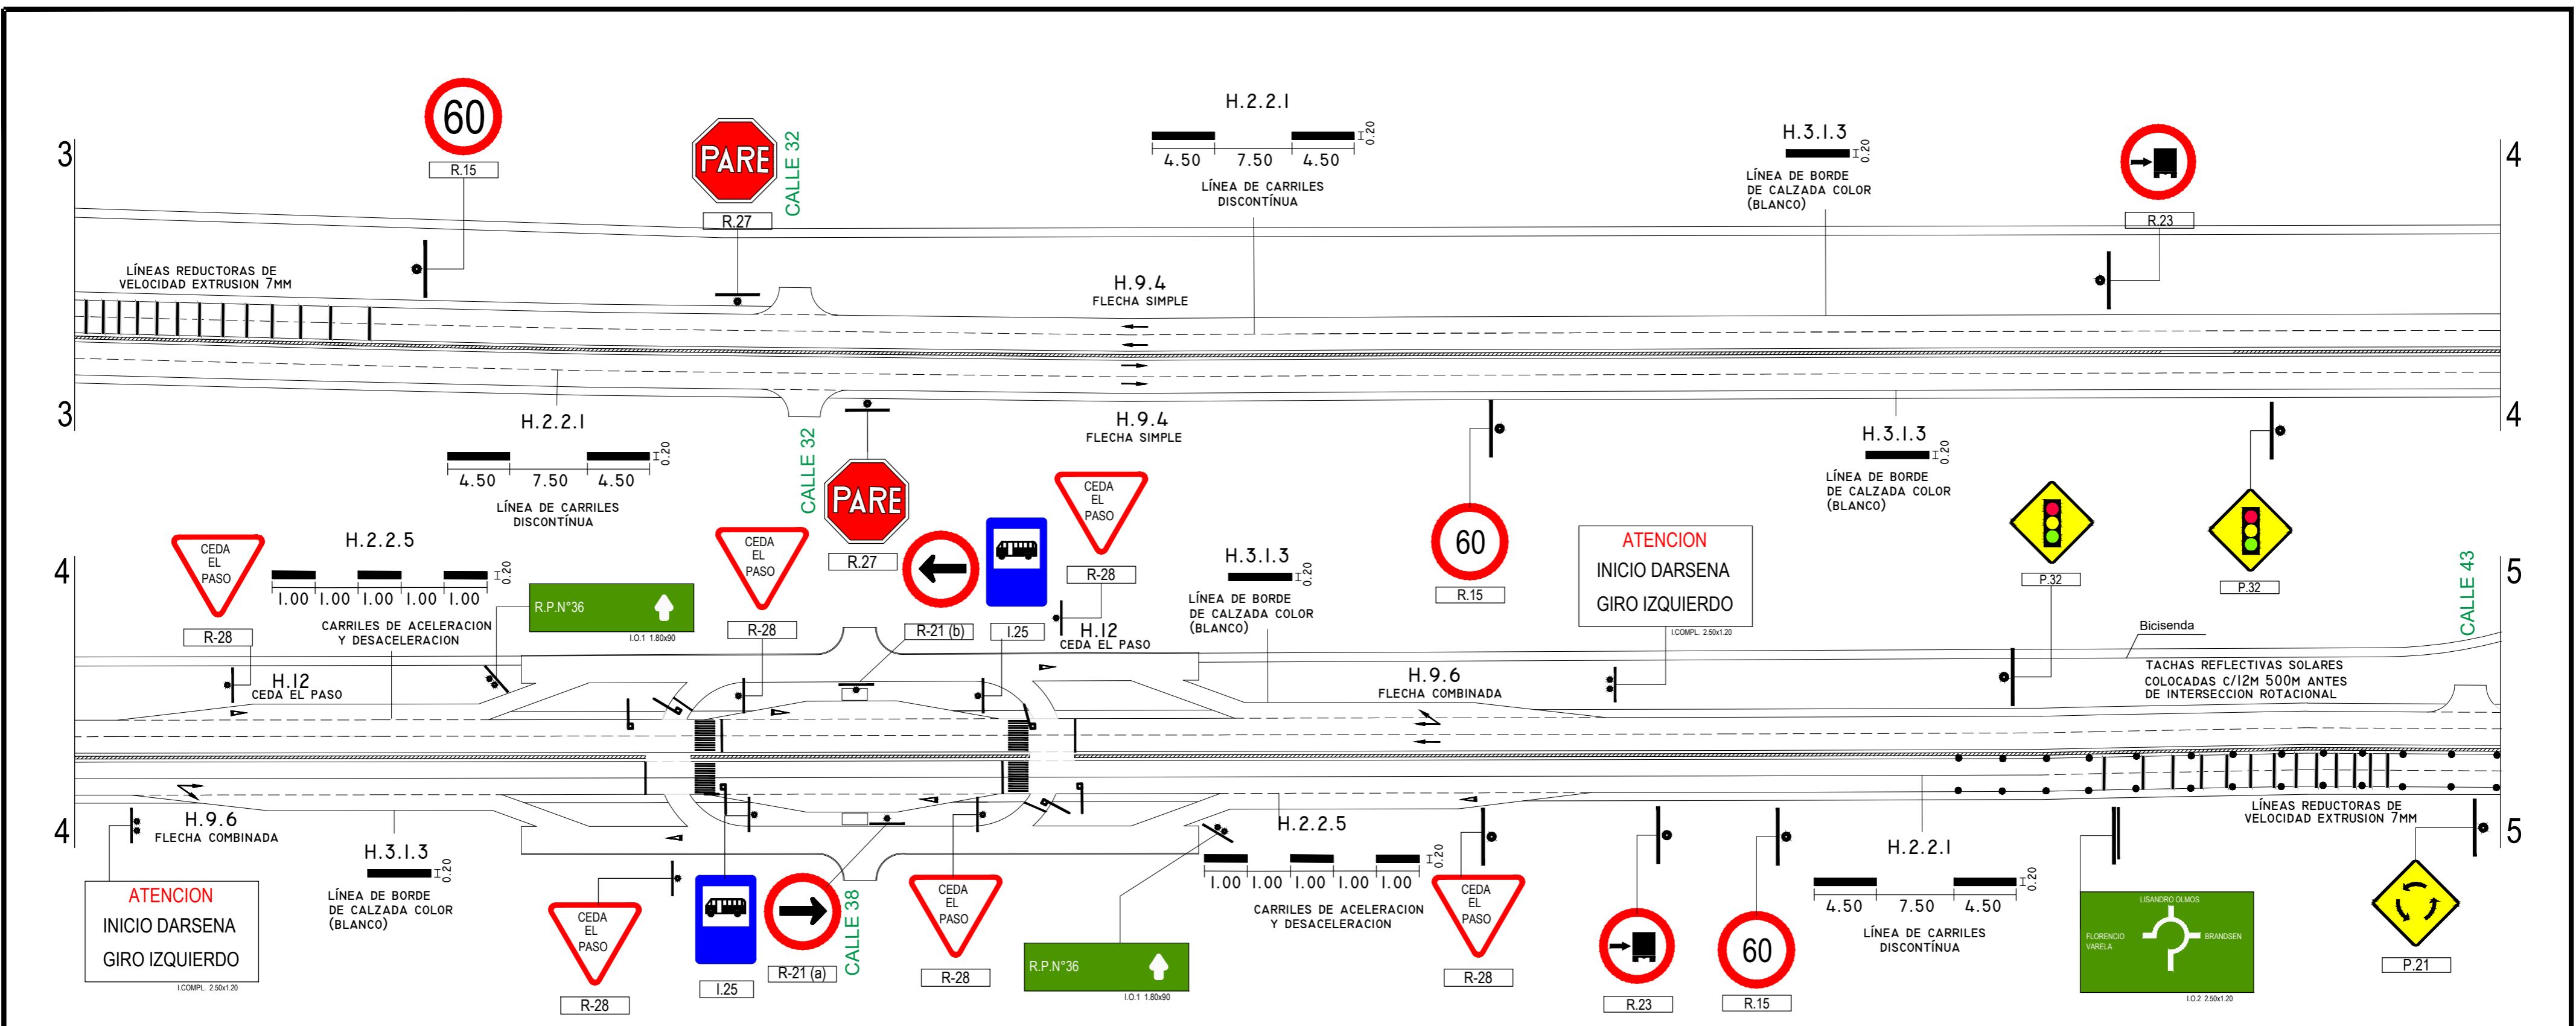 3
60
R.15
PARE
R.27
CALLE 32
H.2.2.1
4.50 7.50 4.50
0.20
LÍNEA DE CARRILES
DISCONTÍNUA
H.3.1.3
0.20
LÍNEA DE BORDE
DE CALZADA COLOR
(BLANCO)
R.23
4
LÍNEAS REDUCTORAS DE
VELOCIDAD EXTRUSION 7MM
H.9.4
FLECHA SIMPLE
3
H.2.2.1
4.50 7.50 4.50
0.20
LÍNEA DE CARRILES
DISCONTÍNUA
CALLE 32
PARE
R.27
H.9.4
FLECHA SIMPLE
60
R.15
H.3.1.3
0.20
LÍNEA DE BORDE
DE CALZADA COLOR
(BLANCO)
4
4
CEDA
EL
PASO
R-28
H.2.2.5
1.00 1.00 1.00 1.00 1.00
0.20
CARRILES DE ACELERACION
Y DESACELERACION
R.P.N°36
I.O.1 1.80x90
CEDA
EL
PASO
R-28
R-21 (b)
I.25
CEDA
EL
PASO
R-28
H.12
CEDA EL PASO
H.3.1.3
0.20
LÍNEA DE BORDE
DE CALZADA COLOR
(BLANCO)
ATENCION
INICIO DARSENA
GIRO IZQUIERDO
I.COMPL. 2.50x1.20
P.32
P.32
CALLE 43
5
Bicisenda
H.12
CEDA EL PASO
H.9.6
FLECHA COMBINADA
TACHAS REFLECTIVAS SOLARES
COLOCADAS C/12M 500M ANTES
DE INTERSECCION ROTACIONAL
4
H.9.6
FLECHA COMBINADA
ATENCION
INICIO DARSENA
GIRO IZQUIERDO
I.COMPL. 2.50x1.20
H.3.1.3
0.20
LÍNEA DE BORDE
DE CALZADA COLOR
(BLANCO)
CEDA
EL
PASO
R-28
I.25
R-21 (a)
CALLE 38
CEDA
EL
PASO
R-28
R.P.N°36
I.O.1 1.80x90
H.2.2.5
1.00 1.00 1.00 1.00 1.00
0.20
CARRILES DE ACELERACION
Y DESACELERACION
CEDA
EL
PASO
R-28
R.23
60
R.15
H.2.2.1
4.50 7.50 4.50
0.20
LÍNEA DE CARRILES
DISCONTÍNUA
LÍNEAS REDUCTORAS DE
VELOCIDAD EXTRUSION 7MM
LISANDRO OLMOS
FLORENCIO
VARELA
BRANDSEN
I.O.2 2.50x1.20
P.21
5